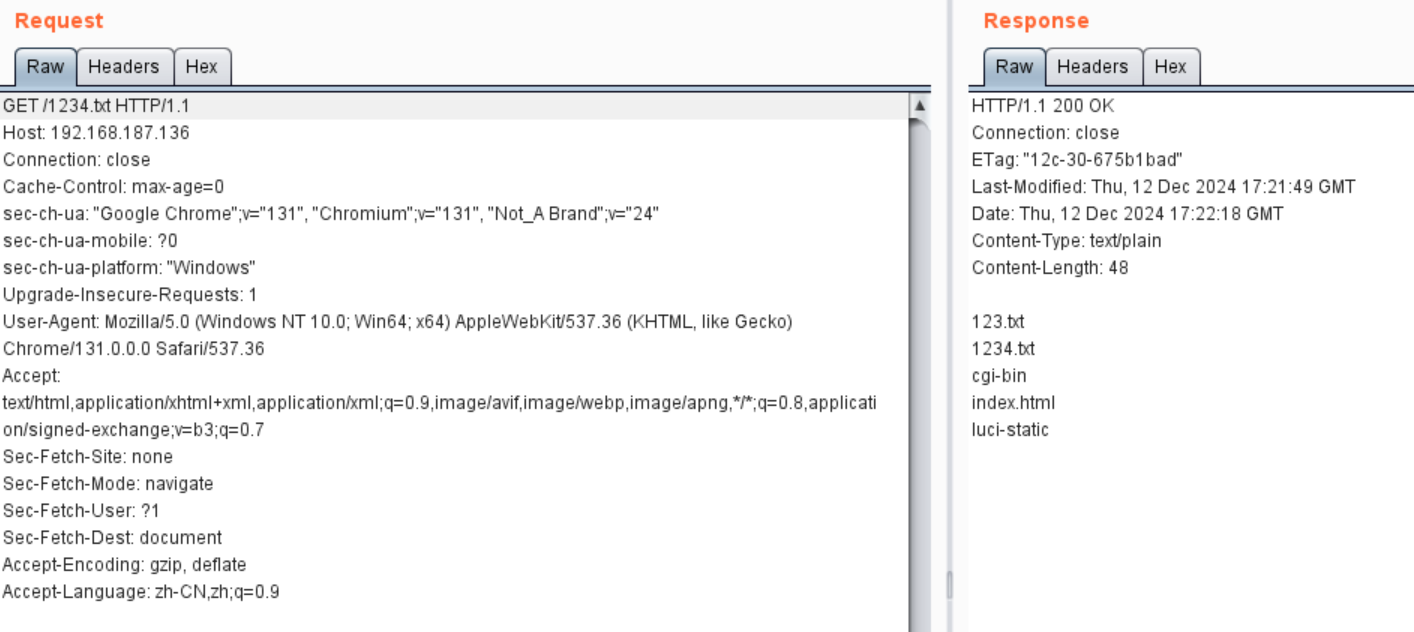 Request
Raw Headers Hex
GET /1234.txt HTTP/1.1
Host: 192.168.187.136
Connection: close
Cache-Control: max-age=0
sec-ch-ua: "Google Chrome";v="131", "Chromium";v="131", "Not_A Brand";v="24"
sec-ch-ua-mobile: ?0
sec-ch-ua-platform: "Windows"
Upgrade-Insecure-Requests: 1
User-Agent: Mozilla/5.0 (Windows NT 10.0; Win64; x64) AppleWebKit/537.36 (KHTML, like Gecko)
Chrome/131.0.0.0 Safari/537.36
Accept:
text/html,application/xhtml+xml,application/xml;q=0.9,image/avif,image/webp,image/apng,*/*;q=0.8,applicati
on/signed-exchange;v=b3;q=0.7
Sec-Fetch-Site: none
Sec-Fetch-Mode: navigate
Sec-Fetch-User: ?1
Sec-Fetch-Dest: document
Accept-Encoding: gzip, deflate
Accept-Language: zh-CN,zh;q=0.9
Response
Raw Headers Hex
HTTP/1.1 200 OK
Connection: close
ETag: "12c-30-675b1bad"
Last-Modified: Thu, 12 Dec 2024 17:21:49 GMT
Date: Thu, 12 Dec 2024 17:22:18 GMT
Content-Type: text/plain
Content-Length: 48
123.txt
1234.txt
cgi-bin
index.html
luci-static